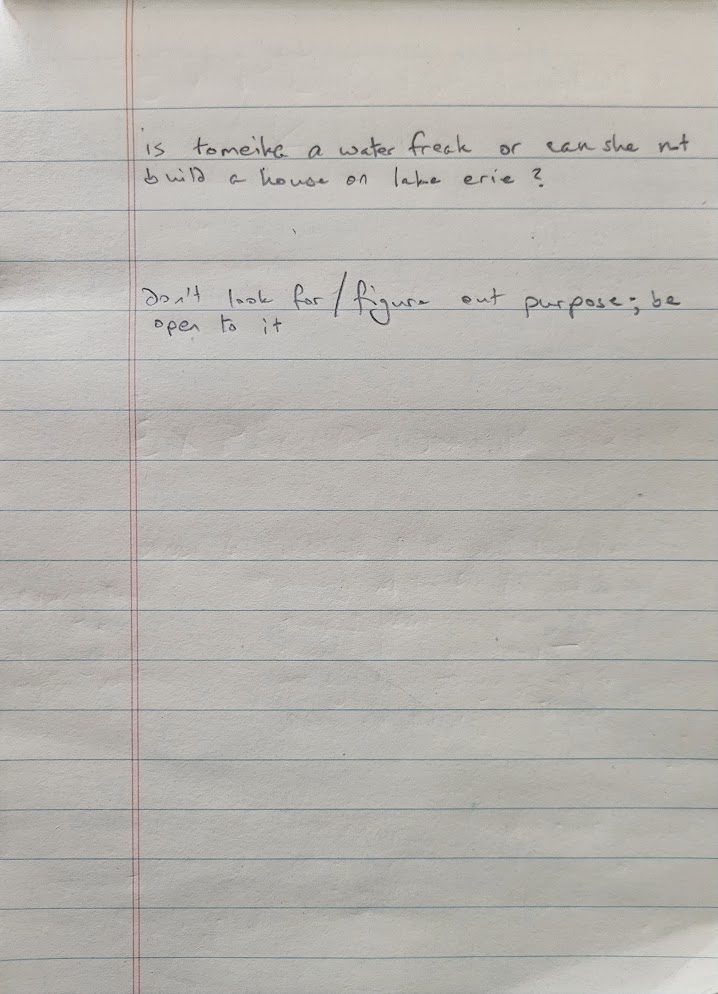 is tomeika a water freak or can she not
build a house on lake erie?
don't look for/figure out purpose; be
open to it